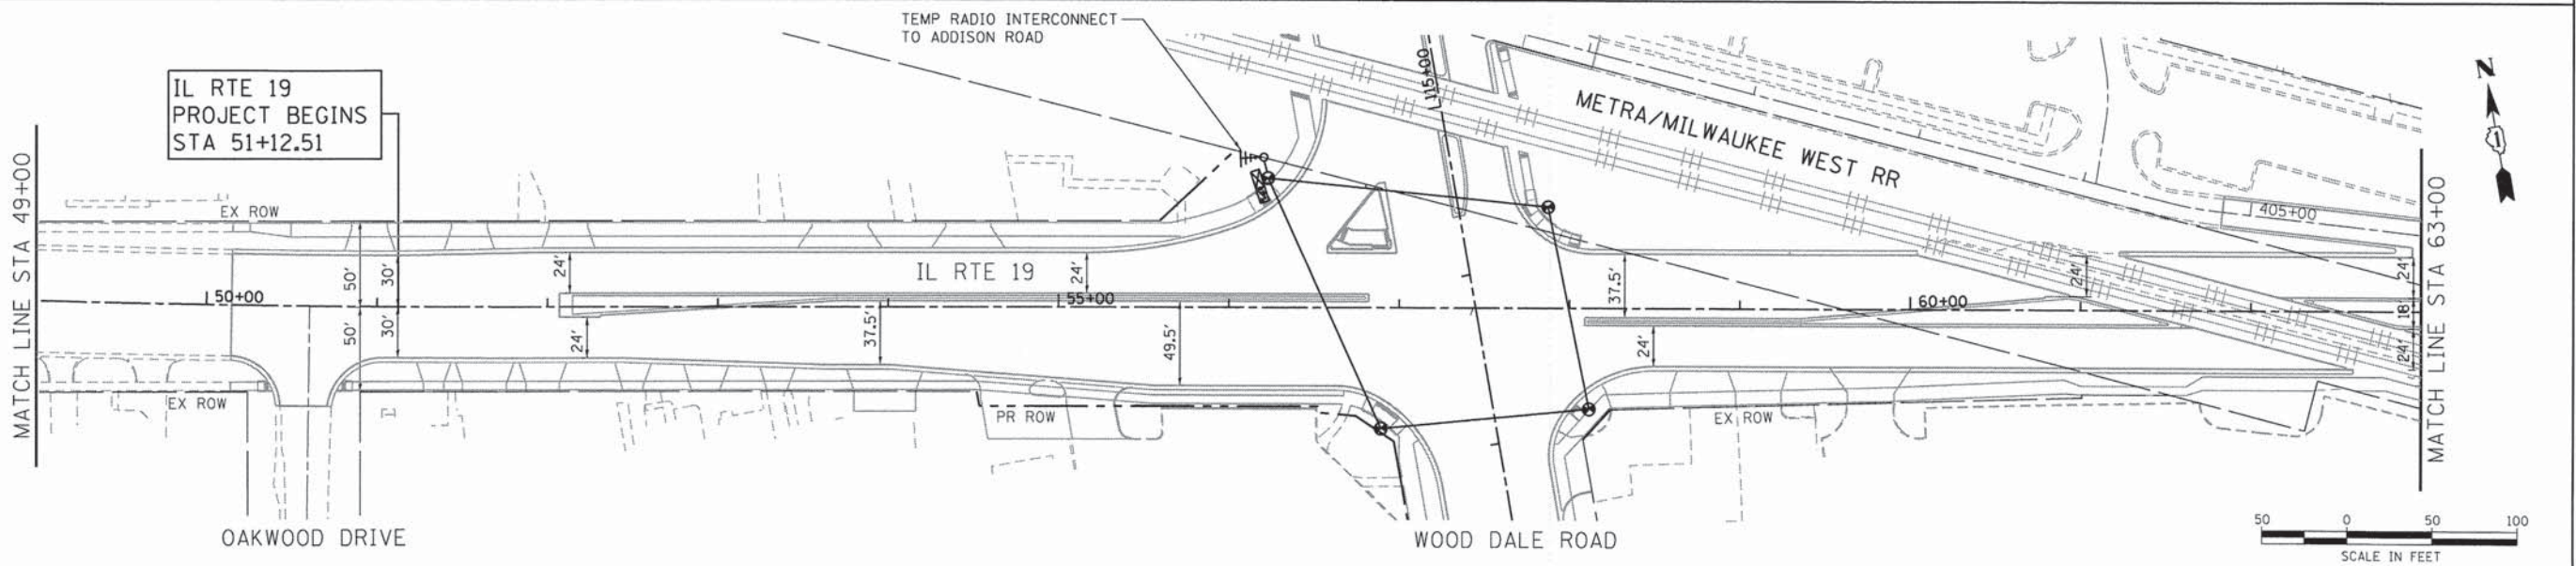 TEMP RADIO INTERCONNECT
TO ADDISON ROAD
IL RTE 19
PROJECT BEGINS
STA 51+12.51
115+00
METRA/MILWAUKEE WEST RR
N
1
MATCH LINE STA 49+00
EX ROW
405+00
MATCH LINE STA 63+00
50'
30'
24'
IL RTE 19
24'
37.5'
24'
24'
50+00
55+00
60+00
18'
50'
30'
24'
37.5'
49.5'
24'
24'
EX ROW
PR ROW
EX ROW
OAKWOOD DRIVE
WOOD DALE ROAD
50 0 50 100
SCALE IN FEET